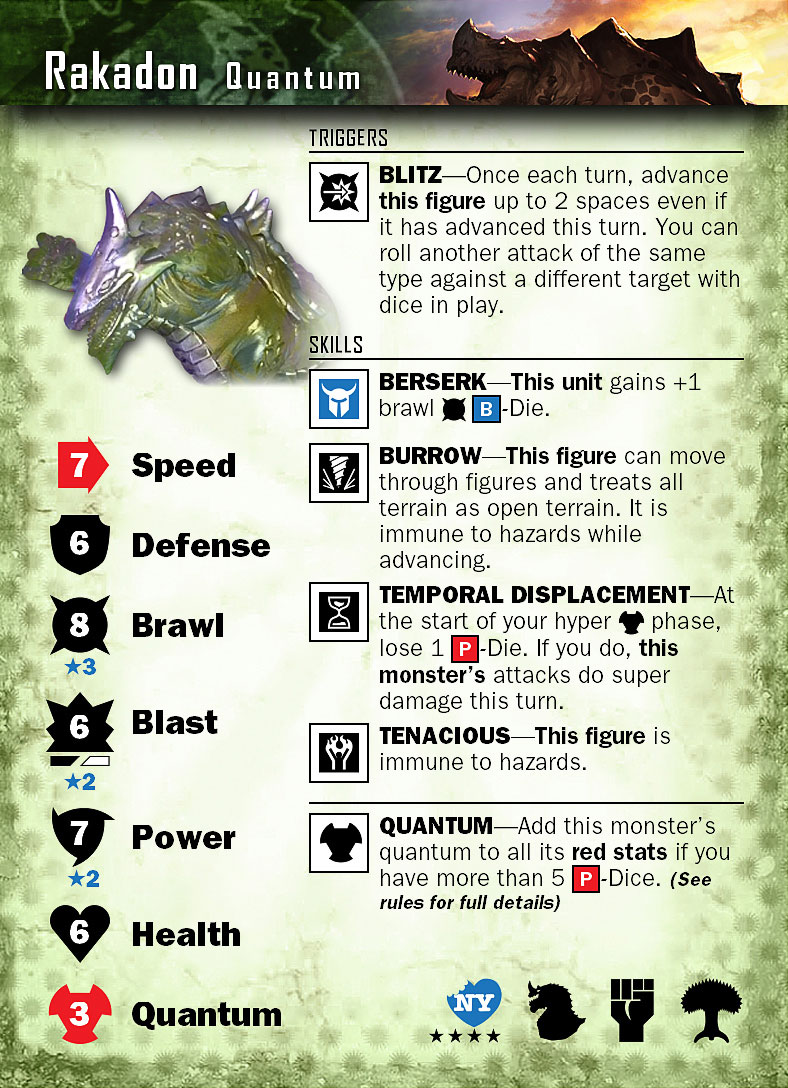 Rakadon Quantum
TRIGGERS
BLITZ—Once each turn, advance
this figure up to 2 spaces even if
it has advanced this turn. You can
roll another attack of the same
type against a different target with
dice in play.
SKILLS
BERSERK—This unit gains +1
brawl B-Die.
BURROW—This figure can move
through figures and treats all
terrain as open terrain. It is
immune to hazards while
advancing.
TEMPORAL DISPLACEMENT—At
the start of your hyper phase,
lose 1 P-Die. If you do, this
monster's attacks do super
damage this turn.
TENACIOUS—This figure is
immune to hazards.
QUANTUM—Add this monster's
quantum to all its red stats if you
have more than 5 P-Dice. (See
rules for full details)
7 Speed
6 Defense
8 Brawl
★3
6 Blast
★2
7 Power
★2
6 Health
3 Quantum
NY
★★★★